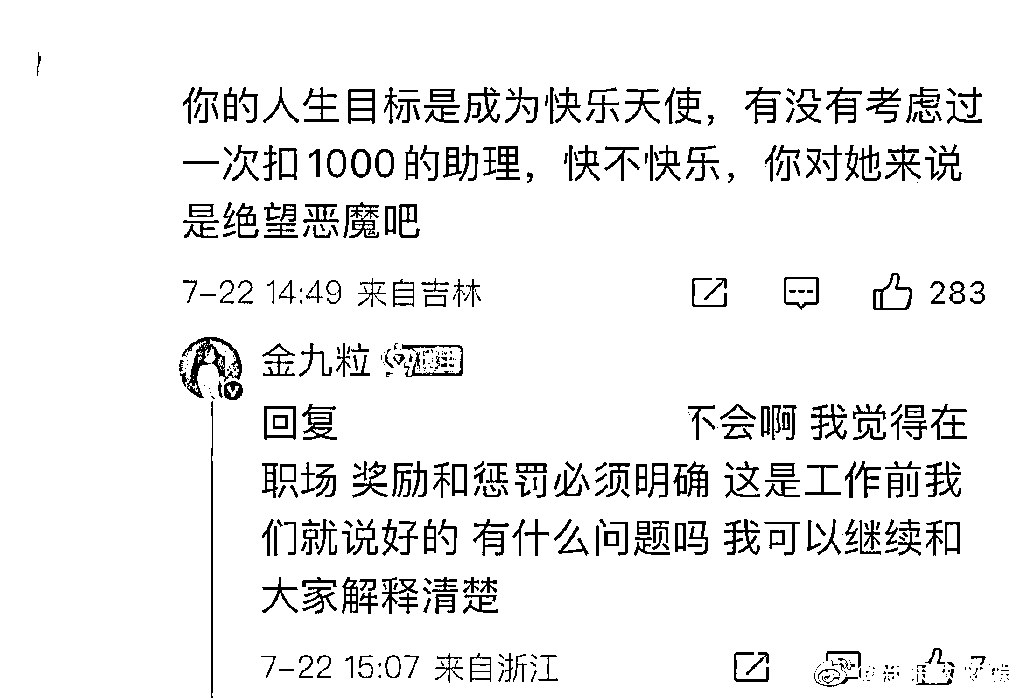 你的人生目标是成为快乐天使，有没有考虑过
一次扣1000的助理，快不快乐，你对她来说
是绝望恶魔吧
7-22 14:49 来自吉林
283
金九粒
回复 不会啊 我觉得在
职场 奖励和惩罚必须明确 这是工作前我
们就说好的 有什么问题吗 我可以继续和
大家解释清楚
7-22 15:07 来自浙江
7